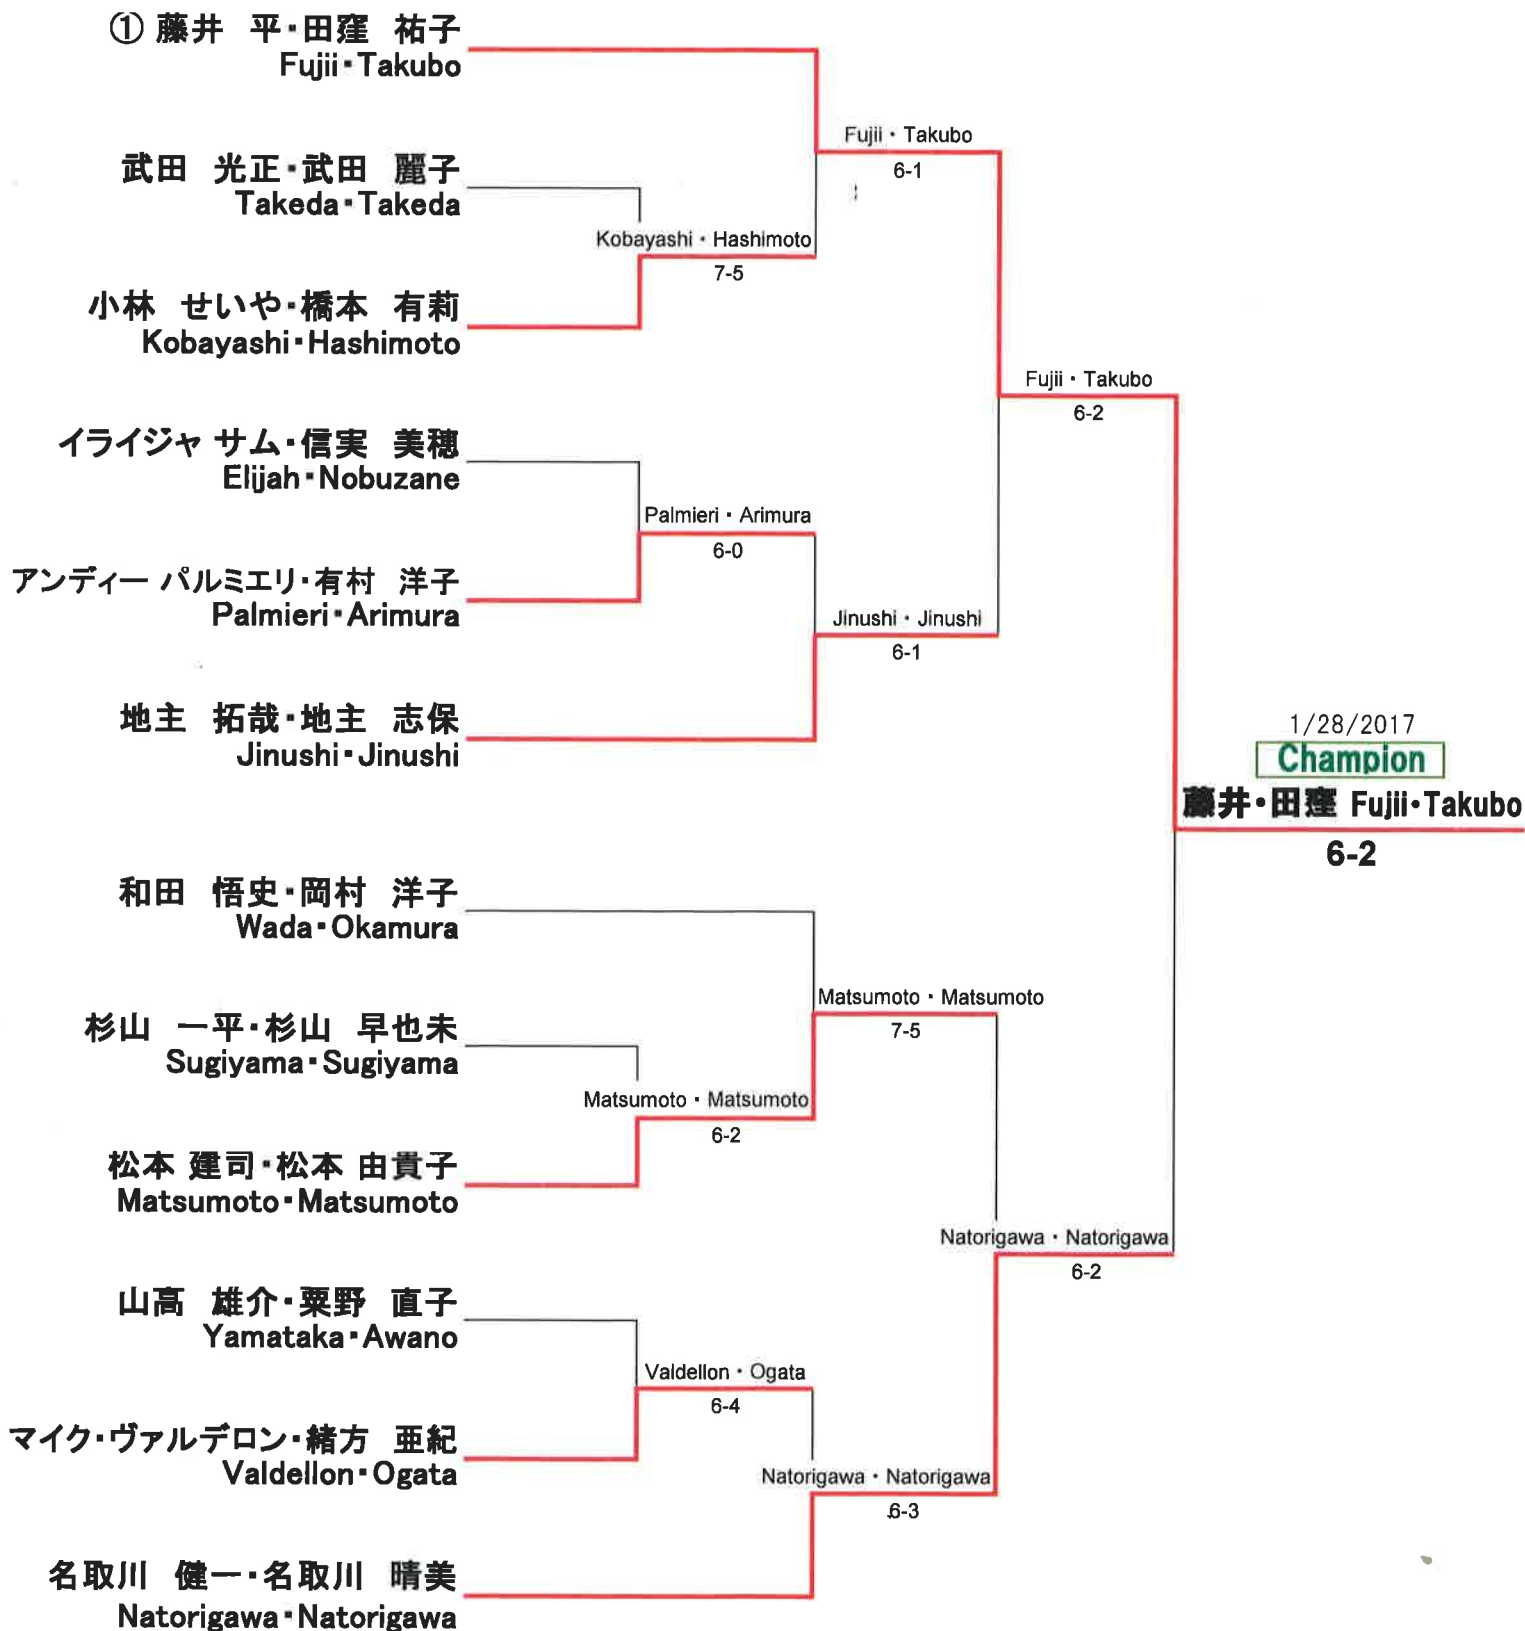 ① 藤井 平・田窪 祐子
Fujii・Takubo
武田 光正・武田 麗子
Takeda・Takeda
小林 せいや・橋本 有莉
Kobayashi・Hashimoto
イライジャ サム・信実 美穂
Elijah・Nobuzane
アンディー パルミエリ・有村 洋子
Palmieri・Arimura
地主 拓哉・地主 志保
Jinushi・Jinushi
和田 悟史・岡村 洋子
Wada・Okamura
杉山 一平・杉山 早也未
Sugiyama・Sugiyama
松本 建司・松本 由貴子
Matsumoto・Matsumoto
山高 雄介・粟野 直子
Yamataka・Awano
マイク・ヴァルデロン・緒方 亜紀
Valdellon・Ogata
名取川 健一・名取川 晴美
Natorigawa・Natorigawa
Kobayashi・Hashimoto
7-5
Palmieri・Arimura
6-0
Matsumoto・Matsumoto
6-2
Valdellon・Ogata
6-4
Fujii・Takubo
6-1
Jinushi・Jinushi
6-1
Matsumoto・Matsumoto
7-5
Natorigawa・Natorigawa
6-3
Fujii・Takubo
6-2
Natorigawa・Natorigawa
6-2
1/28/2017
Champion
藤井・田窪 Fujii・Takubo
6-2